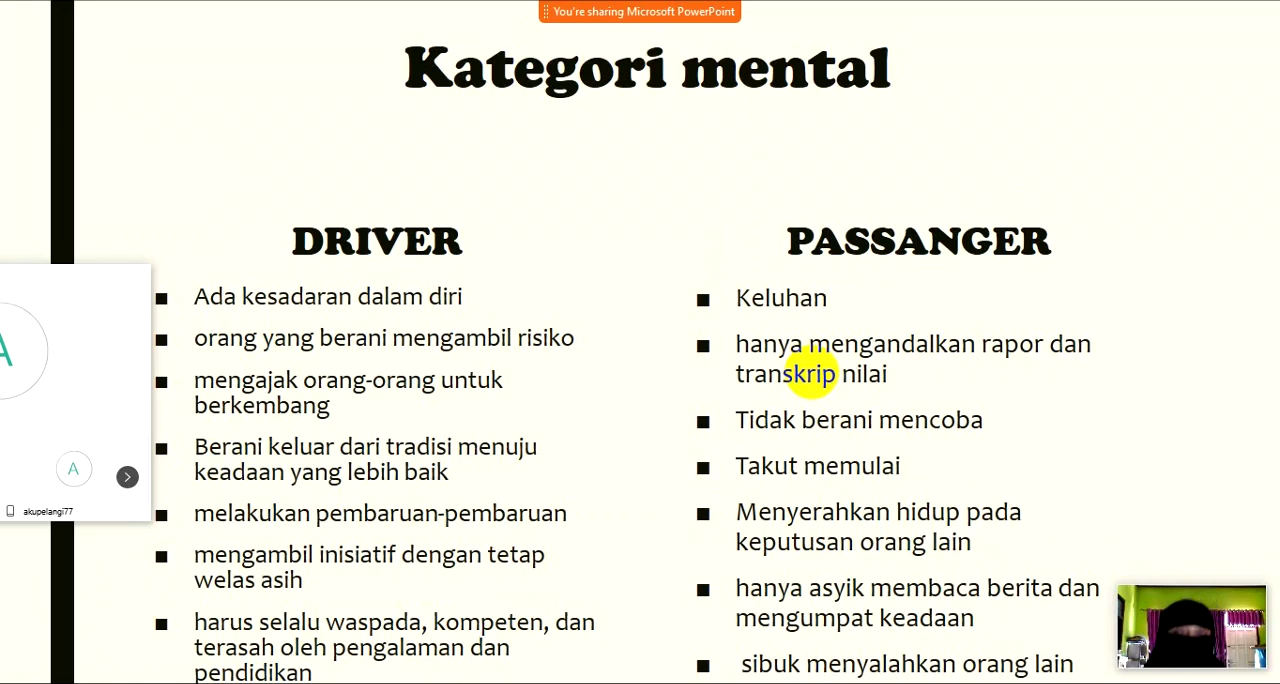 You're sharing Microsoft PowerPoint
Kategori mental
DRIVER
Ada kesadaran dalam diri
orang yang berani mengambil risiko
mengajak orang-orang untuk
berkembang
Berani keluar dari tradisi menuju
keadaan yang lebih baik
melakukan pembaruan-pembaruan
mengambil inisiatif dengan tetap
welas asih
harus selalu waspada, kompeten, dan
terasah oleh pengalaman dan
pendidikan
PASSANGER
Keluhan
hanya mengandalkan rapor dan
transkrip nilai
Tidak berani mencoba
Takut memulai
Menyerahkan hidup pada
keputusan orang lain
hanya asyik membaca berita dan
mengumpat keadaan
sibuk menyalahkan orang lain
A
A
akupelangi77